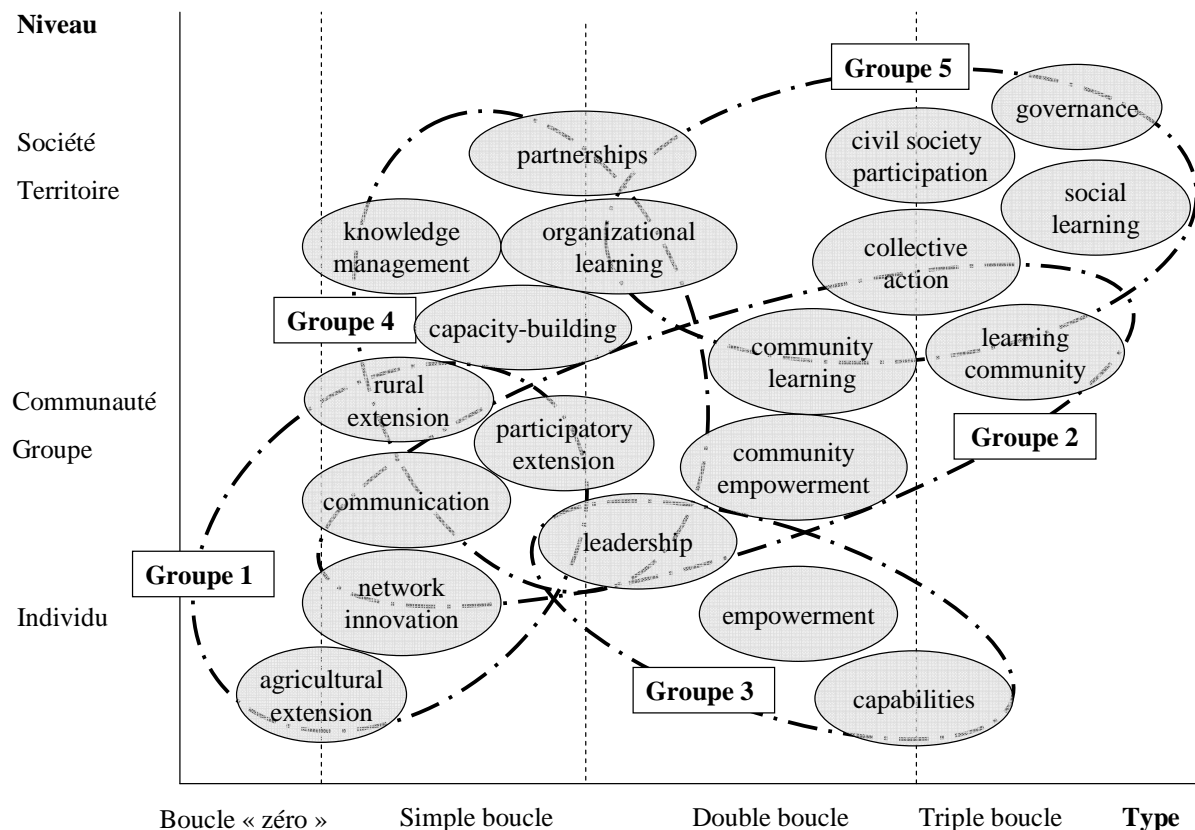 Niveau
Groupe 5
governance
Société
Territoire
partnerships
civil society
participation
social
learning
knowledge
management
organizational
learning
collective
action
Groupe 4
capacity-building
community
learning
learning
community
rural
extension
Communauté
Groupe
participatory
extension
Groupe 2
community
empowerment
communication
leadership
Groupe 1
network
innovation
Individu
empowerment
agricultural
extension
Groupe 3
capabilities
Boucle « zéro »
Simple boucle
Double boucle
Triple boucle
Type